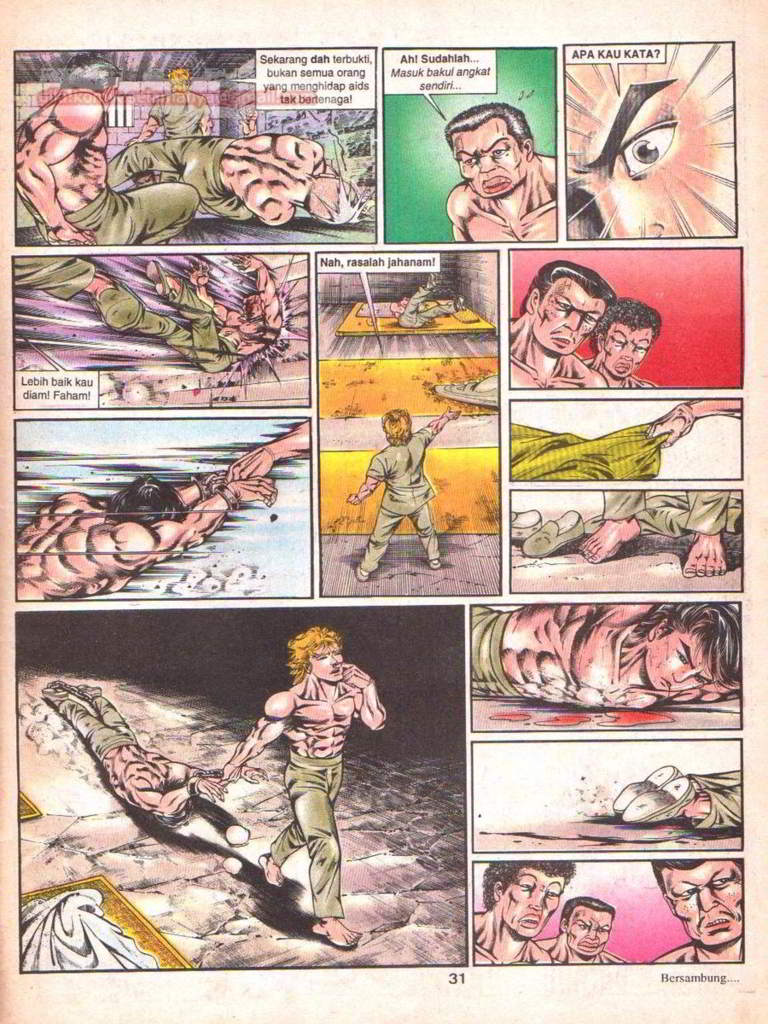 Sekarang dah terbukti,
bukan semua orang
yang menghidap aids
tak bertenaga!
Ah! Sudahlah...
Masuk bakul angkat
sendiri...
APA KAU KATA?
Lebih baik kau
diam! Faham!
Nah, rasalah jahanam!
POP
31
Bersambung....